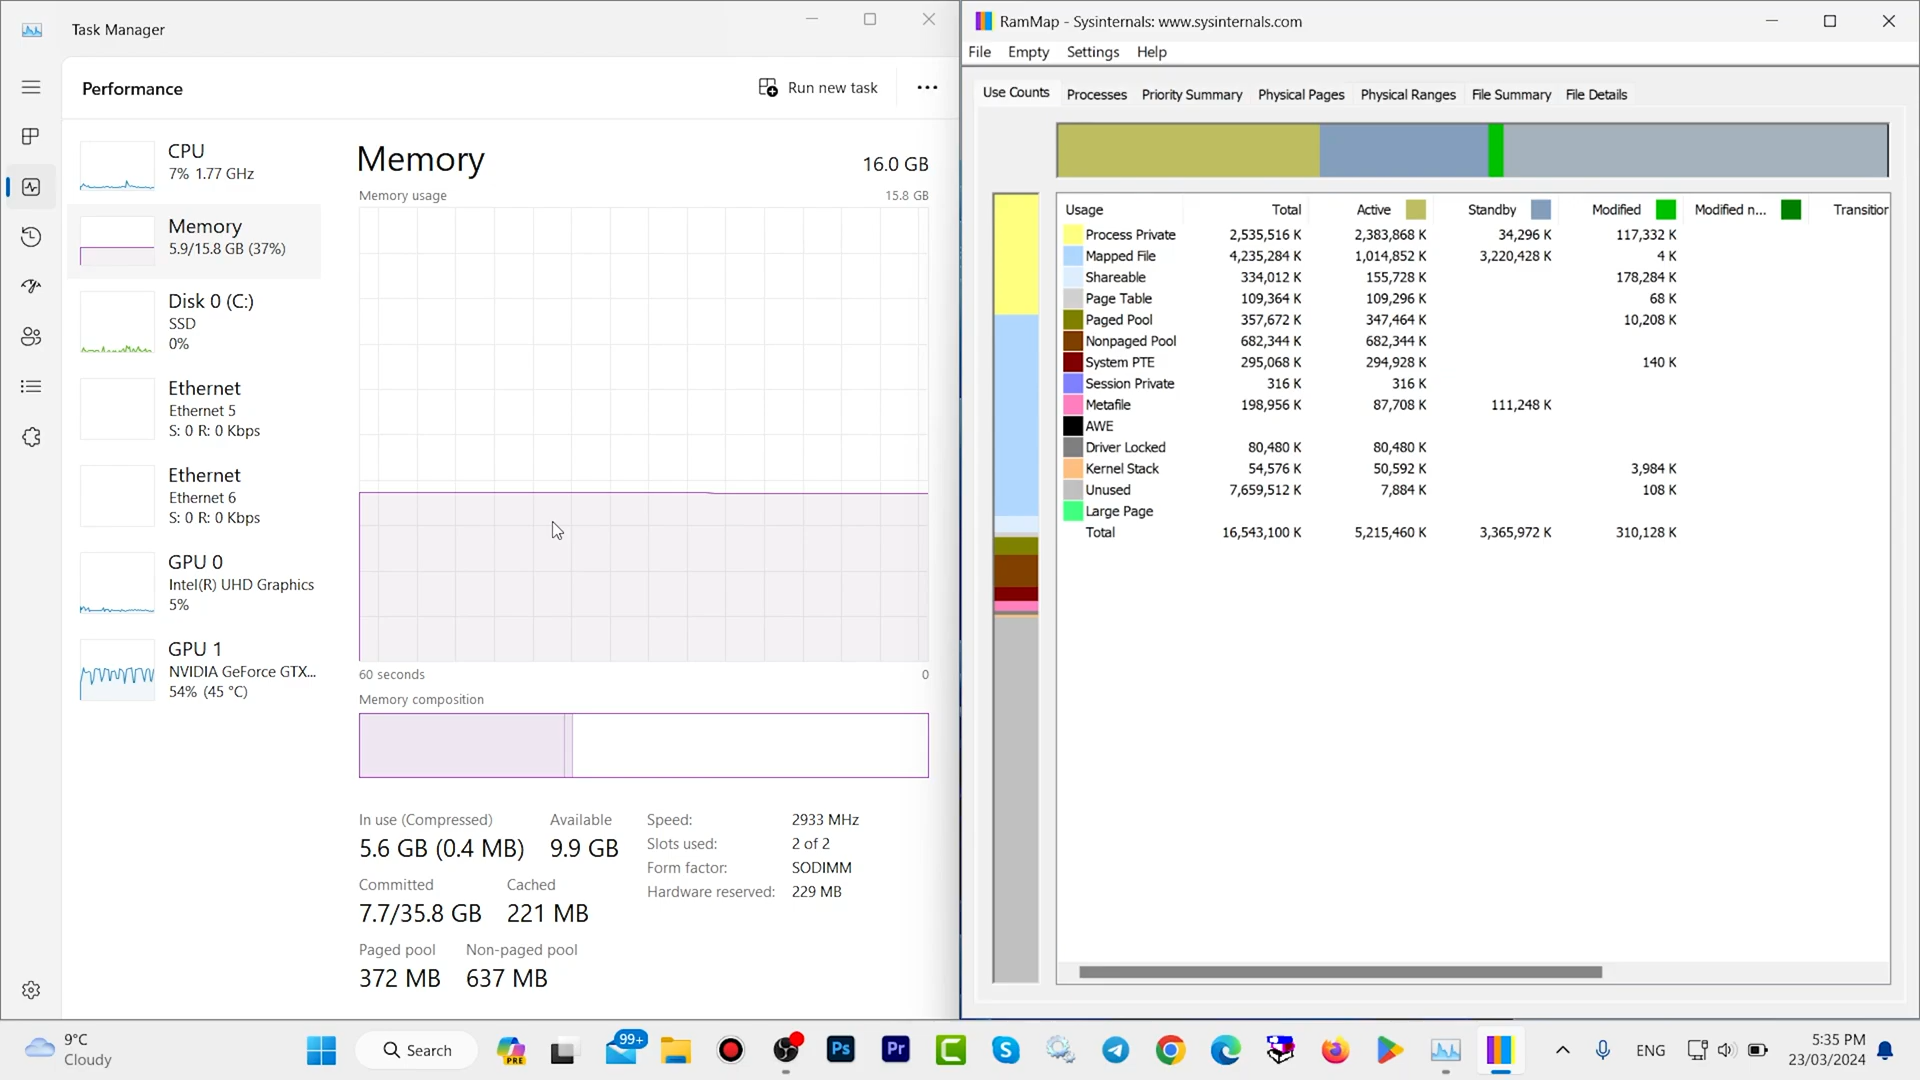 Task Manager
Performance
Run new task
CPU
7% 1.77 GHz
Memory
5.9/15.8 GB (37%)
Disk 0 (C:)
SSD
0%
Ethernet
Ethernet 5
S: 0 R: 0 Kbps
Ethernet
Ethernet 6
S: 0 R: 0 Kbps
GPU 0
Intel(R) UHD Graphics
5%
GPU 1
NVIDIA GeForce GTX...
54% (45 °C)
Memory 16.0 GB
Memory usage 15.8 GB
60 seconds 0
Memory composition
In use (Compressed) Available
5.6 GB (0.4 MB) 9.9 GB
Committed Cached
7.7/35.8 GB 221 MB
Paged pool Non-paged pool
372 MB 637 MB
Speed: 2933 MHz
Slots used: 2 of 2
Form factor: SODIMM
Hardware reserved: 229 MB
RamMap - Sysinternals: www.sysinternals.com
File Empty Settings Help
Use Counts Processes Priority Summary Physical Pages Physical Ranges File Summary File Details
Usage Total Active Standby Modified Modified n... Transition
Process Private 2,535,516 K 2,383,868 K 34,296 K 117,332 K
Mapped File 4,235,284 K 1,014,852 K 3,220,428 K 4 K
Shareable 334,012 K 155,728 K 178,284 K
Page Table 109,364 K 109,296 K 68 K
Paged Pool 357,672 K 347,464 K 10,208 K
Nonpaged Pool 682,344 K 682,344 K
System PTE 295,068 K 294,928 K 140 K
Session Private 316 K 316 K
Metafile 198,956 K 87,708 K 111,248 K
AWE
Driver Locked 80,480 K 80,480 K
Kernel Stack 54,576 K 50,592 K 3,984 K
Unused 7,659,512 K 7,884 K 108 K
Large Page
Total 16,543,100 K 5,215,460 K 3,365,972 K 310,128 K
9°C
Cloudy
Search
PRE
99+
Ps
Pr
ENG
5:35 PM
23/03/2024